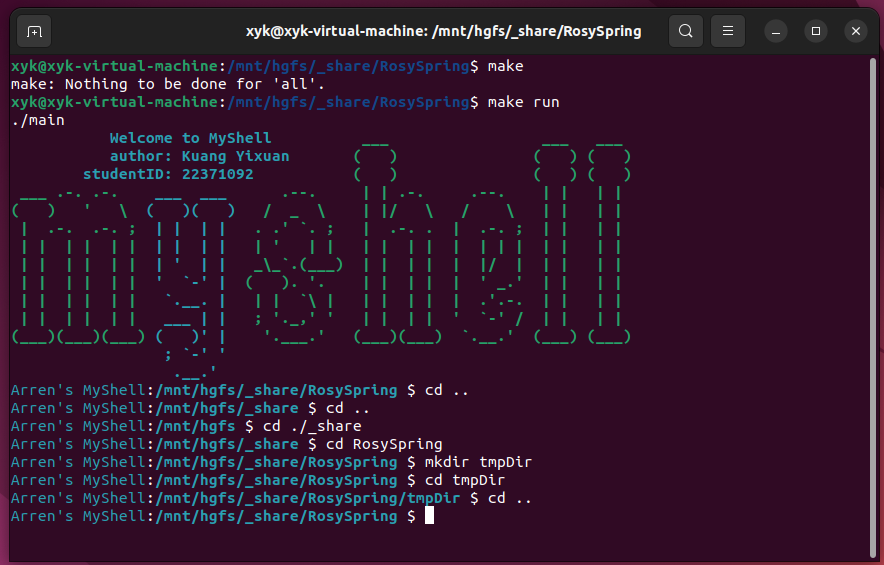 xyk@xyk-virtual-machine: /mnt/hgfs/_share/RosySpring
xyk@xyk-virtual-machine:/mnt/hgfs/_share/RosySpring$ make
make: Nothing to be done for 'all'.
xyk@xyk-virtual-machine:/mnt/hgfs/_share/RosySpring$ make run
./main
Welcome to MyShell
author: Kuang Yixuan
studentID: 22371092
myshell
Arren's MyShell:/mnt/hgfs/_share/RosySpring $ cd ..
Arren's MyShell:/mnt/hgfs/_share $ cd ..
Arren's MyShell:/mnt/hgfs $ cd ./_share
Arren's MyShell:/mnt/hgfs/_share $ cd RosySpring
Arren's MyShell:/mnt/hgfs/_share/RosySpring $ mkdir tmpDir
Arren's MyShell:/mnt/hgfs/_share/RosySpring $ cd tmpDir
Arren's MyShell:/mnt/hgfs/_share/RosySpring/tmpDir $ cd ..
Arren's MyShell:/mnt/hgfs/_share/RosySpring $